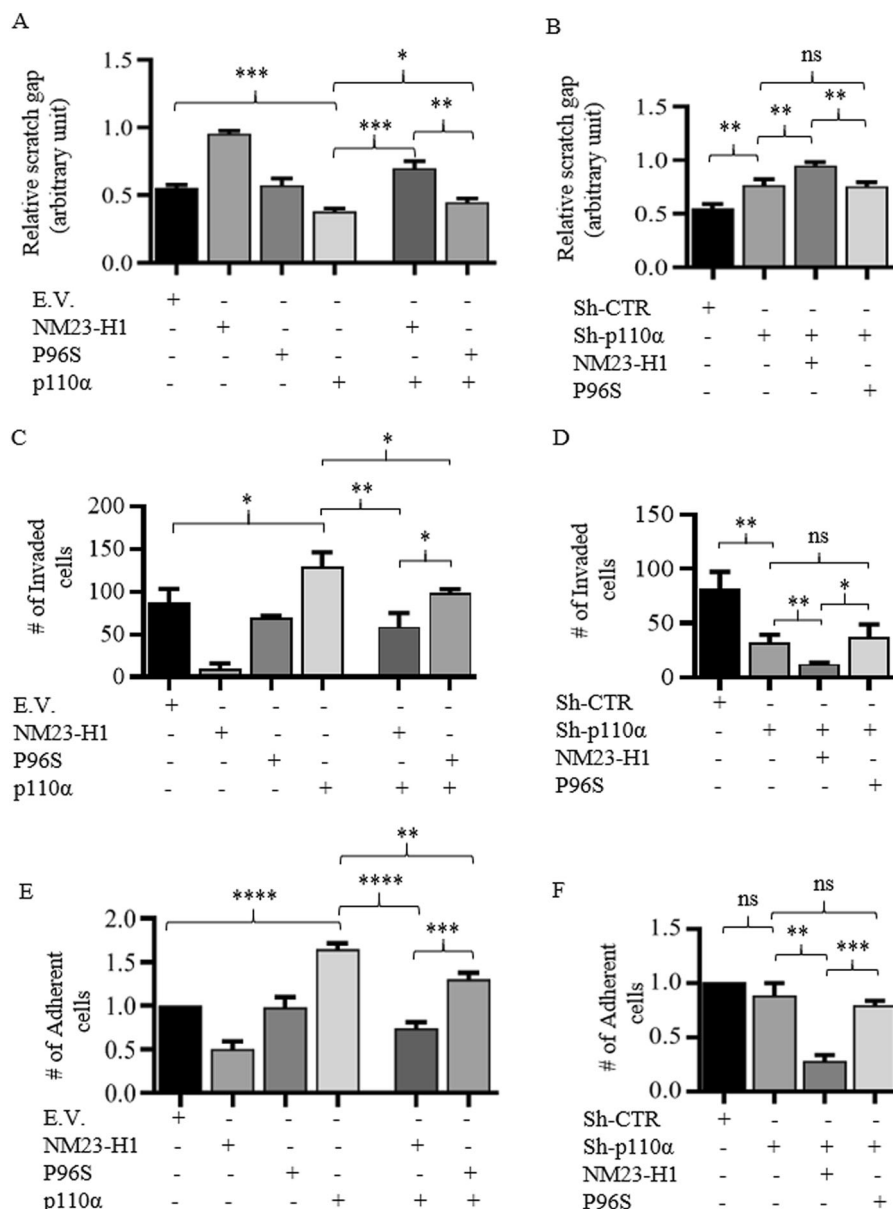 A
Relative scratch gap
(arbitrary unit)
1.5
1.0
0.5
0.0
***
*
***
**
E.V. + - - - - -
NM23-H1 - + - - + -
P96S - - + - - +
p110α - - - + + +
B
Relative scratch gap
(arbitrary unit)
1.5
1.0
0.5
0.0
ns
**
**
**
Sh-CTR + - - -
Sh-p110α - + + +
NM23-H1 - - + -
P96S - - - +
C
# of Invaded
cells
200
150
100
50
0
*
*
**
*
E.V. + - - - - -
NM23-H1 - + - - + -
P96S - - + - - +
p110α - - - + + +
D
# of Invaded
cells
150
100
50
0
**
ns
**
*
Sh-CTR + - - -
Sh-p110α - + + +
NM23-H1 - - + -
P96S - - - +
E
# of Adherent
cells
2.0
1.5
1.0
0.5
0.0
****
**
****
***
E.V. + - - - - -
NM23-H1 - + - - + -
P96S - - + - - +
p110α - - - + + +
F
# of Adherent
cells
1.5
1.0
0.5
0.0
ns
ns
**
***
Sh-CTR + - - -
Sh-p110α - + + +
NM23-H1 - - + -
P96S - - - +